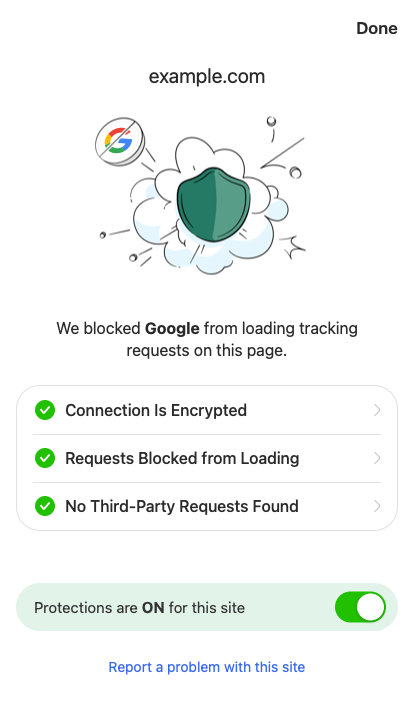 Done
example.com
We blocked Google from loading tracking
requests on this page.
Connection Is Encrypted
Requests Blocked from Loading
No Third-Party Requests Found
Protections are ON for this site
Report a problem with this site